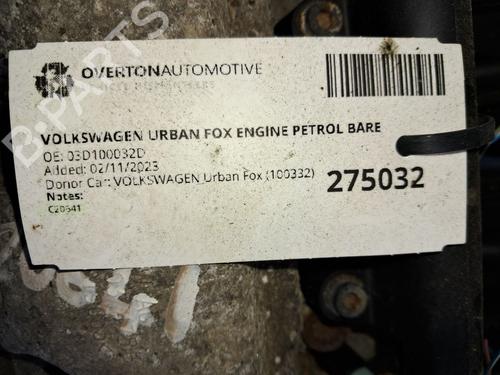 OVERTONAUTOMOTIVE
VOLKSWAGEN URBAN FOX ENGINE PETROL BARE
OE: 03D100032D
Added: 02/11/2023
Donor Car: VOLKSWAGEN Urban Fox (100332)
275032
Notes:
C20641
B-PARTS